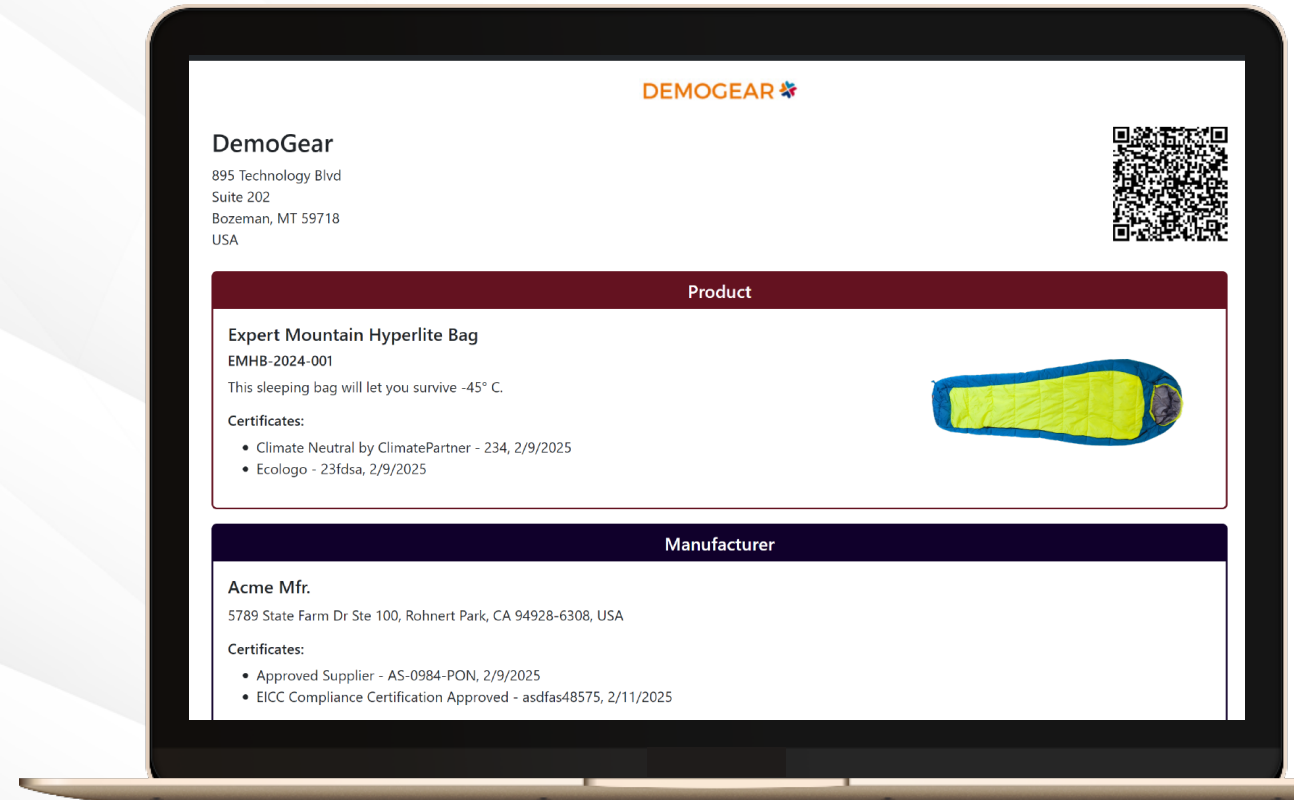 DEMOGEAR
DemoGear
895 Technology Blvd
Suite 202
Bozeman, MT 59718
USA
Product
Expert Mountain Hyperlite Bag
EMHB-2024-001
This sleeping bag will let you survive -45° C.
Certificates:
• Climate Neutral by ClimatePartner - 234, 2/9/2025
• Ecologo - 23fdsa, 2/9/2025
Manufacturer
Acme Mfr.
5789 State Farm Dr Ste 100, Rohnert Park, CA 94928-6308, USA
Certificates:
• Approved Supplier - AS-0984-PON, 2/9/2025
• EICC Compliance Certification Approved - asdfas48575, 2/11/2025